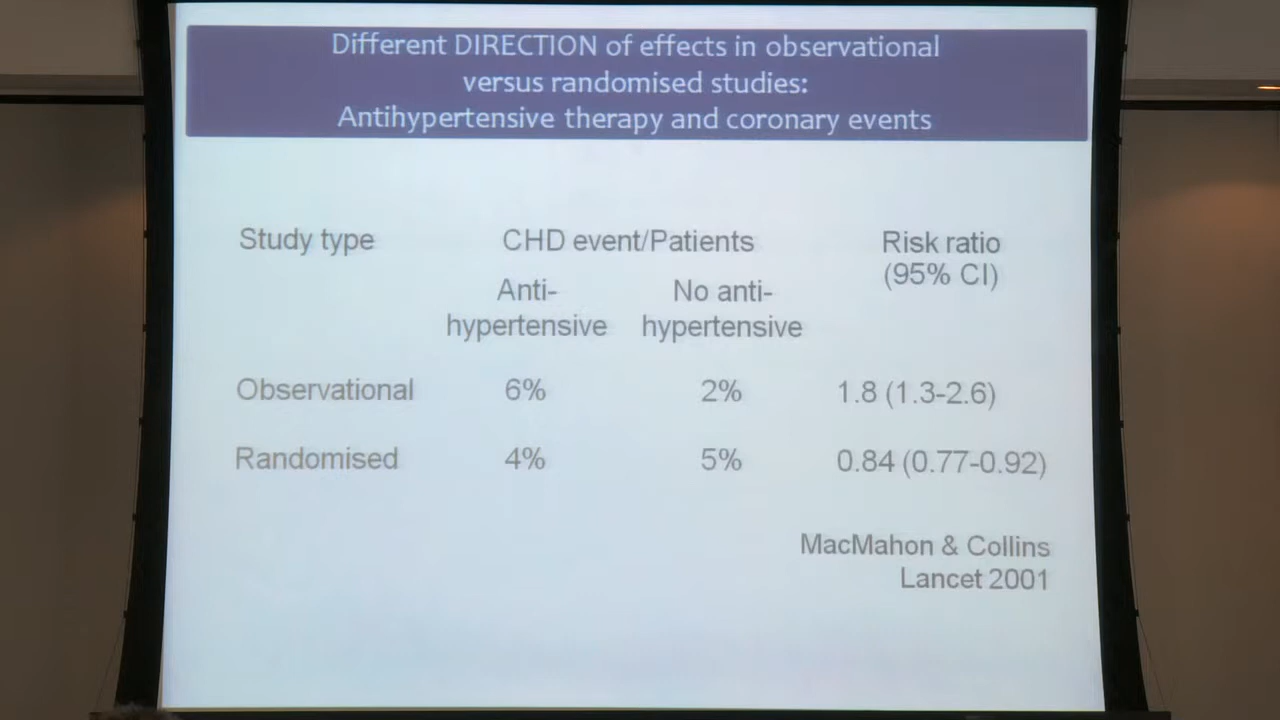 Different DIRECTION of effects in observational
versus randomised studies:
Antihypertensive therapy and coronary events
Study type CHD event/Patients Risk ratio
(95% CI)
Anti- No anti-
hypertensive hypertensive
Observational 6% 2% 1.8 (1.3-2.6)
Randomised 4% 5% 0.84 (0.77-0.92)
MacMahon & Collins
Lancet 2001